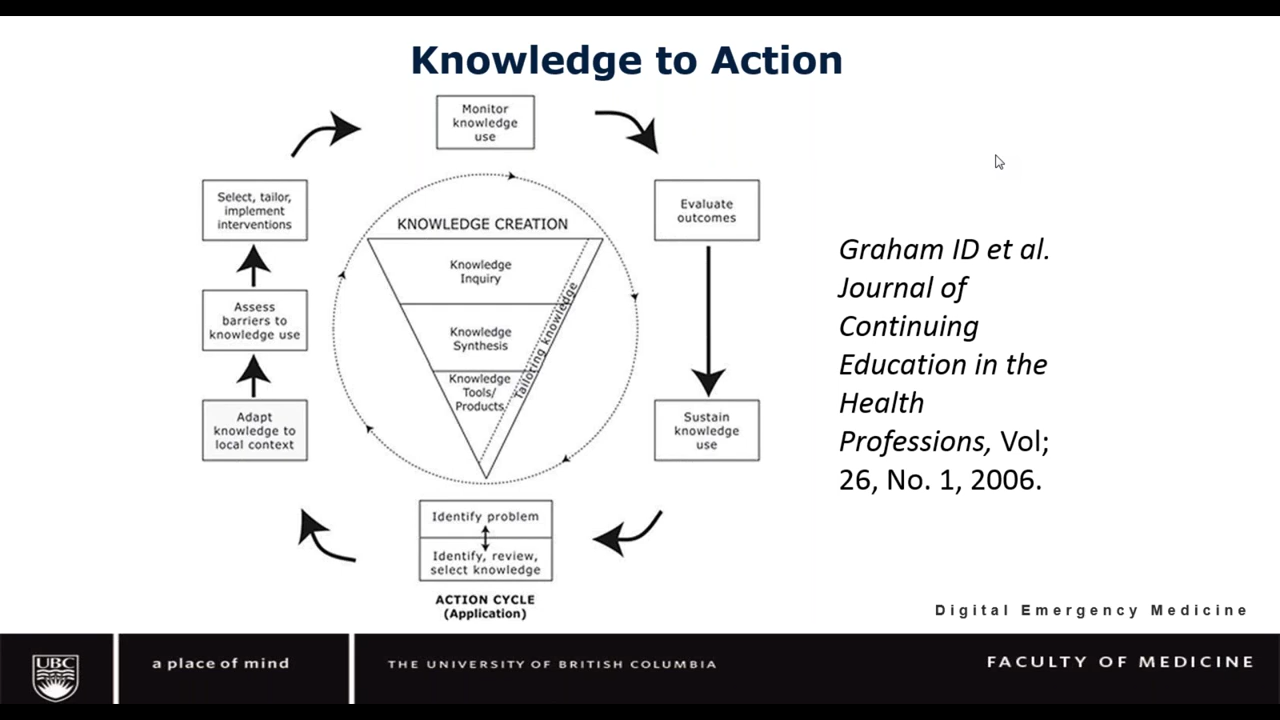 Knowledge to Action
Monitor
knowledge
use
Select, tailor,
implement
interventions
Evaluate
outcomes
KNOWLEDGE CREATION
Knowledge
Inquiry
Knowledge
Synthesis
Knowledge
Tools/
Products
Tailoring knowledge
Assess
barriers to
knowledge use
Adapt
knowledge to
local context
Sustain
knowledge
use
Identify problem
Identify, review,
select knowledge
ACTION CYCLE
(Application)
Graham ID et al.
Journal of
Continuing
Education in the
Health
Professions, Vol;
26, No. 1, 2006.
Digital Emergency Medicine
UBC
a place of mind
THE UNIVERSITY OF BRITISH COLUMBIA
FACULTY OF MEDICINE